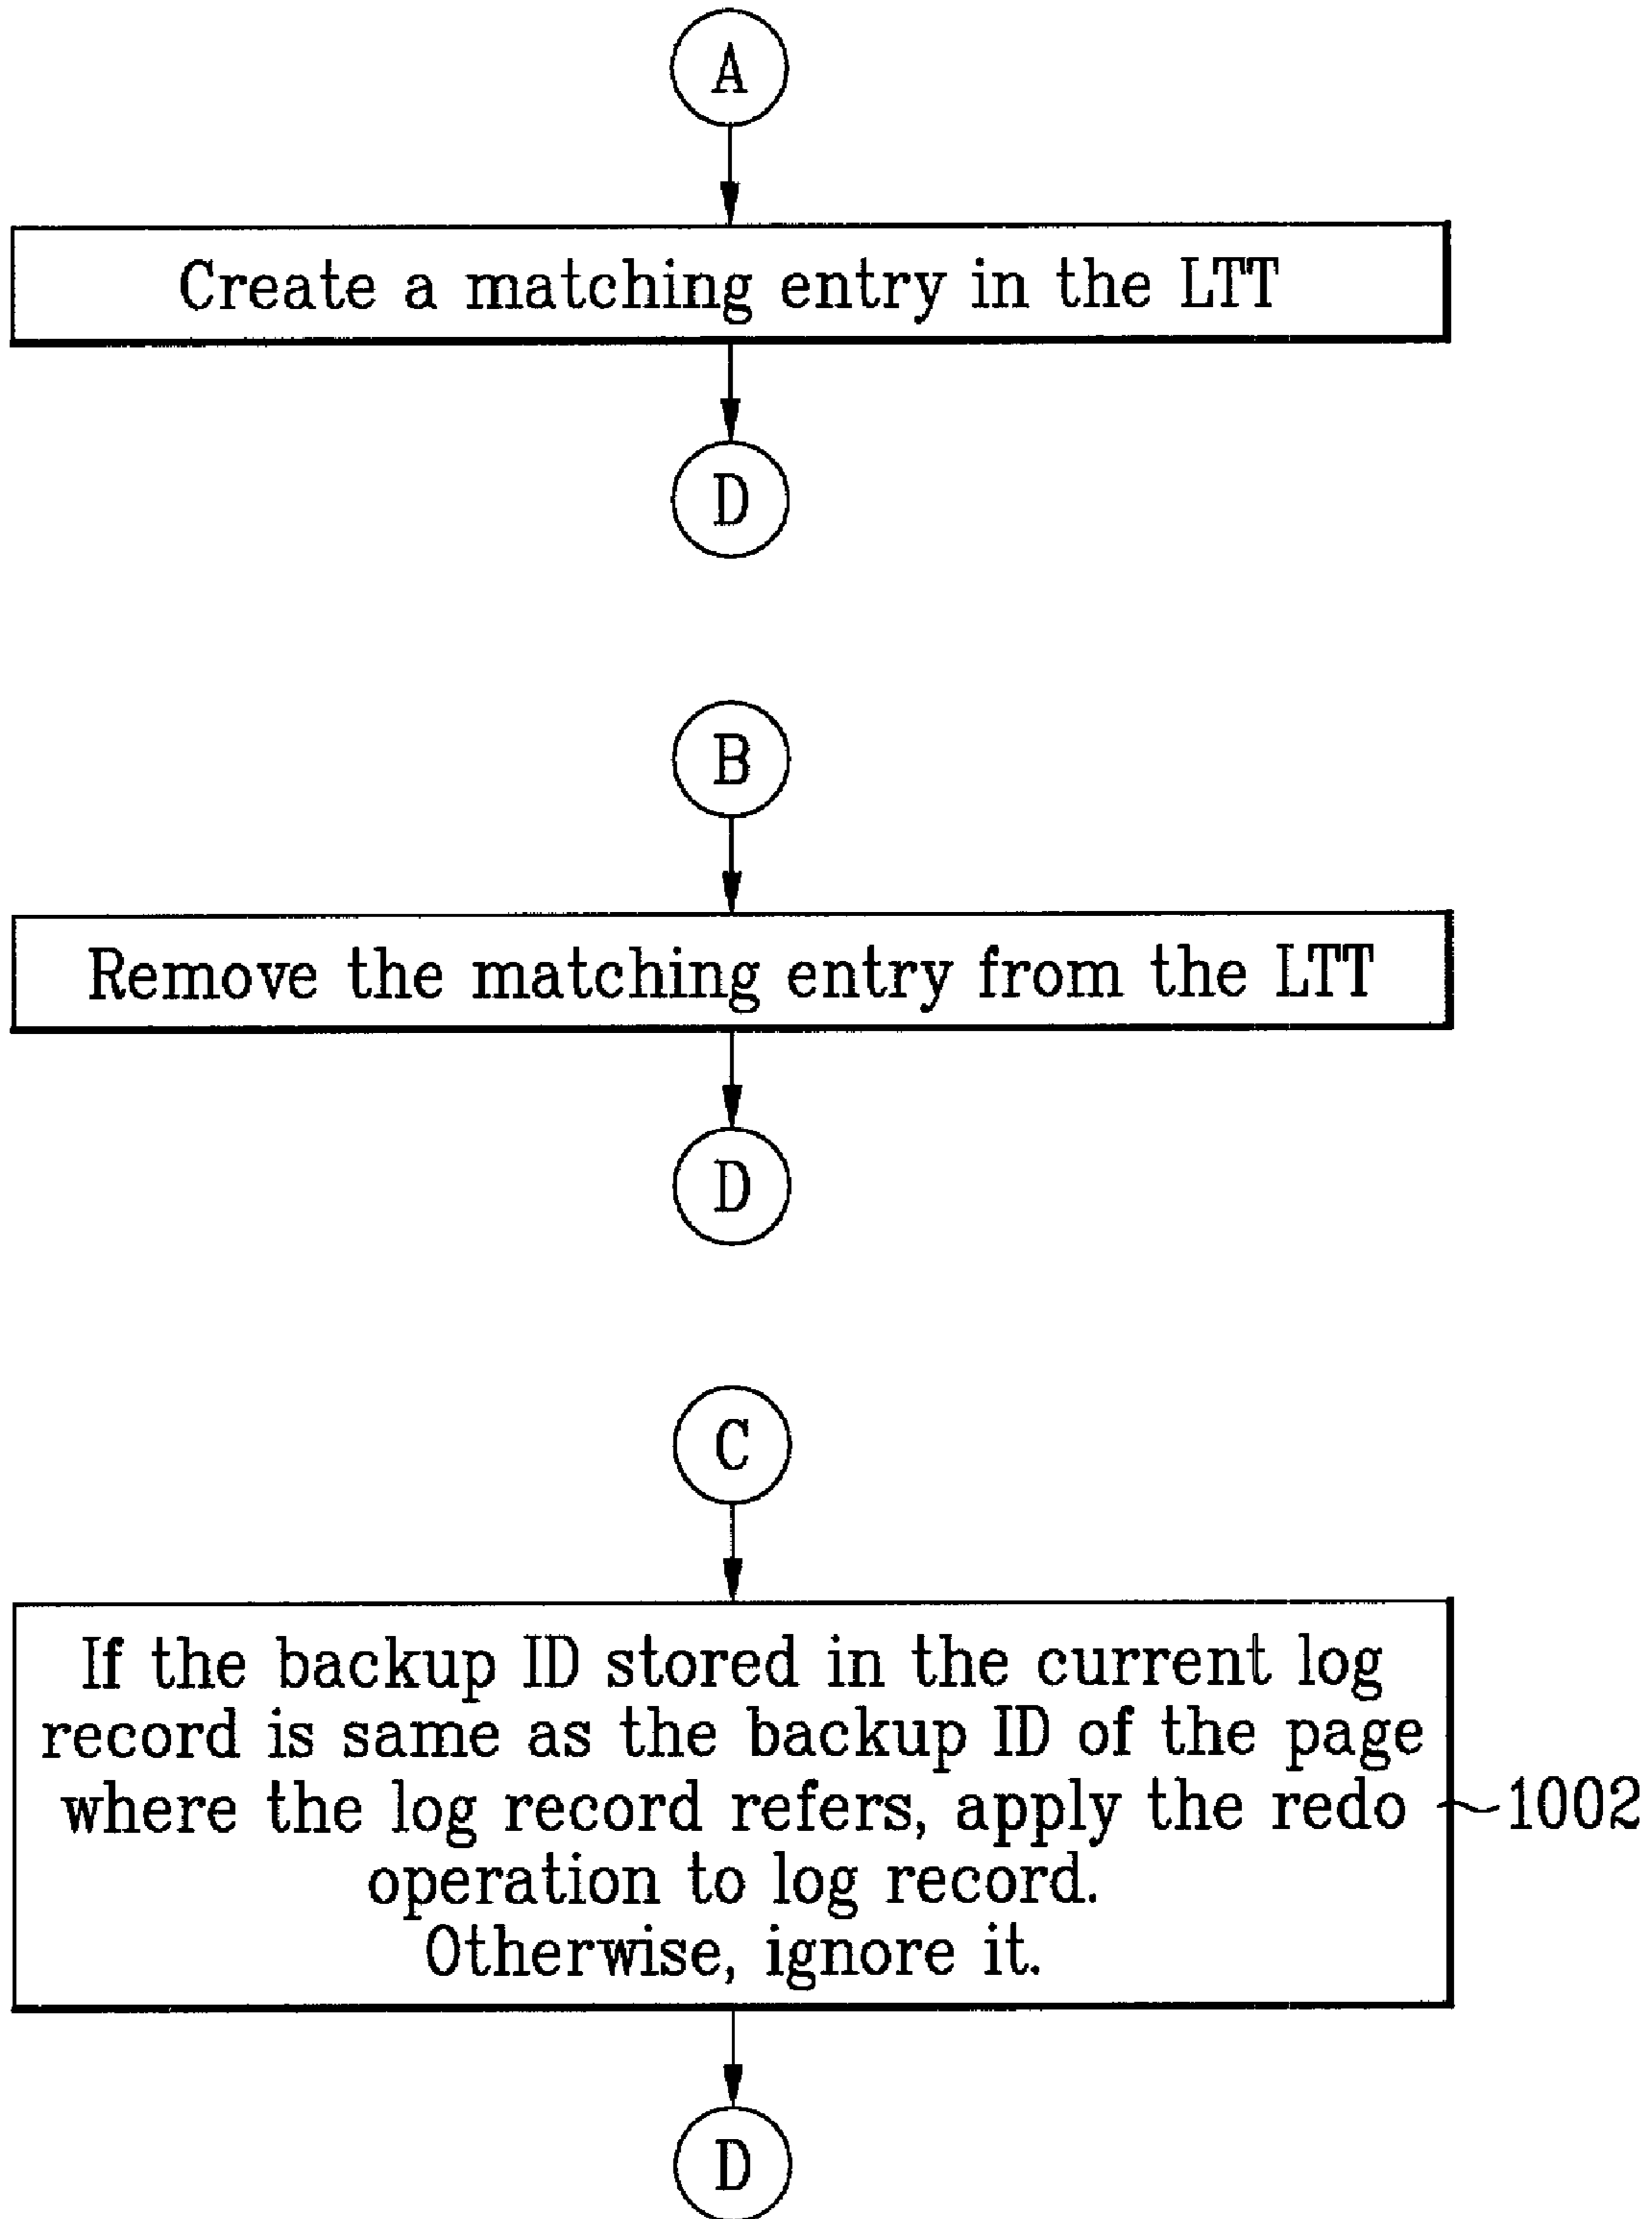 A
Create a matching entry in the LTT
D
B
Remove the matching entry from the LTT
D
C
If the backup ID stored in the current log
record is same as the backup ID of the page
where the log record refers, apply the redo
operation to log record.
Otherwise, ignore it.
1002
D